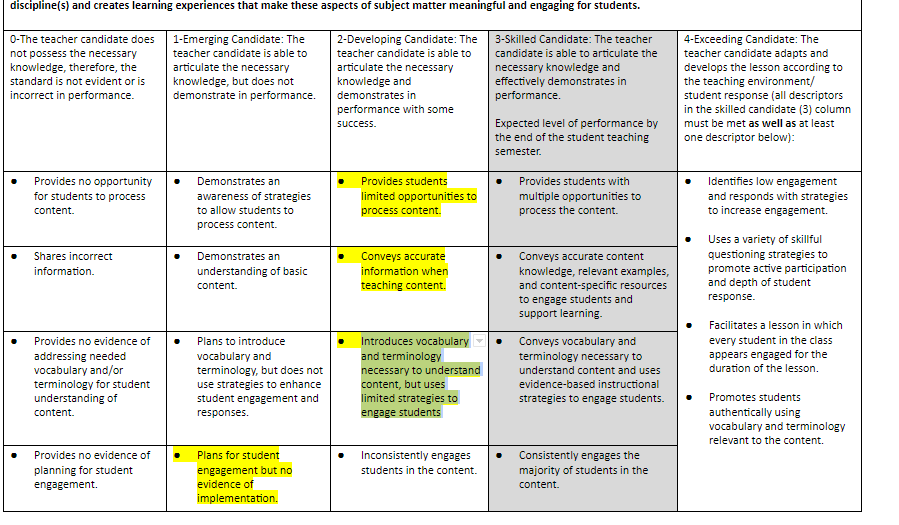 discipline(s) and creates learning experiences that make these aspects of subject matter meaningful and engaging for students.
0-The teacher candidate does
not possess the necessary
knowledge, therefore, the
standard is not evident or is
incorrect in performance.
1-Emerging Candidate: The
teacher candidate is able to
articulate the necessary
knowledge, but does not
demonstrate in performance.
2-Developing Candidate: The
teacher candidate is able to
articulate the necessary
knowledge and
demonstrates in
performance with some
success.
3-Skilled Candidate: The teacher
candidate is able to articulate the
necessary knowledge and
effectively demonstrates in
performance.
Expected level of performance by
the end of the student teaching
semester.
4-Exceeding Candidate: The
teacher candidate adapts and
develops the lesson according to
the teaching environment/
student response (all descriptors
in the skilled candidate (3) column
must be met as well as at least
one descriptor below):
● Provides no opportunity
for students to process
content.
● Demonstrates an
awareness of strategies
to allow students to
process content.
● Provides students
limited opportunities to
process content.
● Provides students with
multiple opportunities to
process the content.
● Identifies low engagement
and responds with strategies
to increase engagement.
● Uses a variety of skillful
questioning strategies to
promote active participation
and depth of student
response.
● Facilitates a lesson in which
every student in the class
appears engaged for the
duration of the lesson.
● Promotes students
authentically using
vocabulary and terminology
relevant to the content.
● Shares incorrect
information.
● Demonstrates an
understanding of basic
content.
● Conveys accurate
information when
teaching content.
● Conveys accurate content
knowledge, relevant examples,
and content-specific resources
to engage students and
support learning.
● Provides no evidence of
addressing needed
vocabulary and/or
terminology for student
understanding of
content.
● Plans to introduce
vocabulary and
terminology, but does not
use strategies to enhance
student engagement and
responses.
● Introduces vocabulary
and terminology
necessary to understand
content, but uses
limited strategies to
engage students
● Conveys vocabulary and
terminology necessary to
understand content and uses
evidence-based instructional
strategies to engage students.
● Provides no evidence of
planning for student
engagement.
● Plans for student
engagement but no
evidence of
implementation.
● Inconsistently engages
students in the content.
● Consistently engages the
majority of students in the
content.